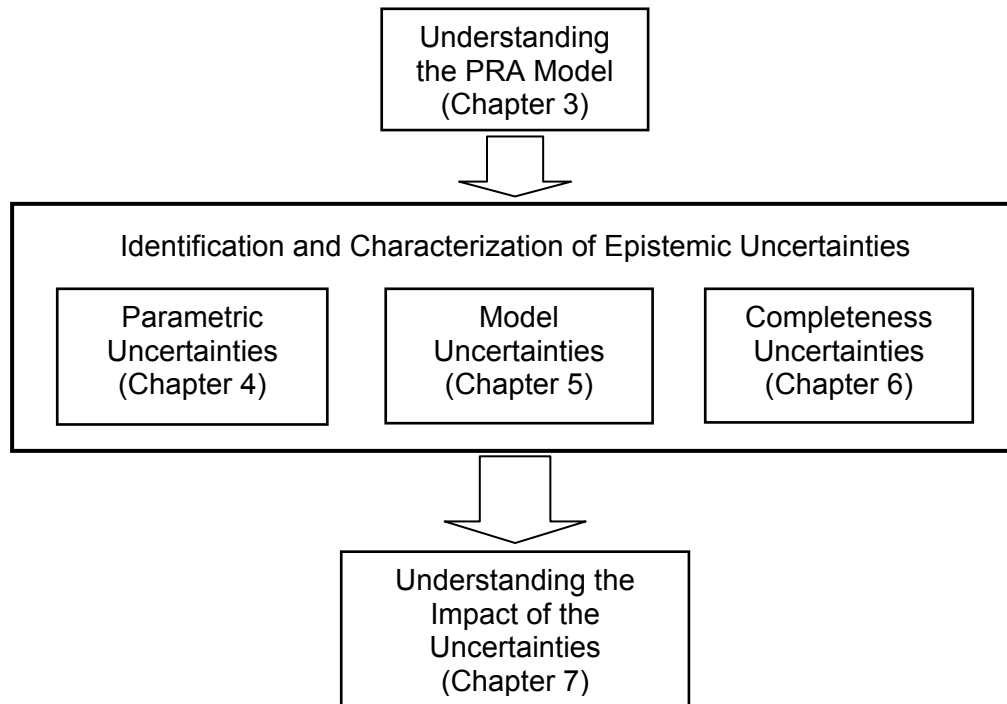 Understanding
the PRA Model
(Chapter 3)
Identification and Characterization of Epistemic Uncertainties
Parametric
Uncertainties
(Chapter 4)
Model
Uncertainties
(Chapter 5)
Completeness
Uncertainties
(Chapter 6)
Understanding the
Impact of the
Uncertainties
(Chapter 7)